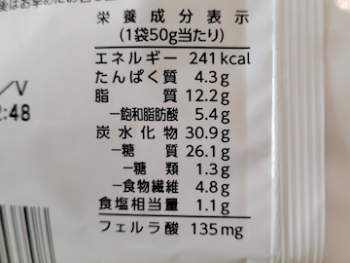 栄養成分表示
(1袋50g当たり)
エネルギー 241kcal
たんぱく質 4.3g
脂質 12.2g
―飽和脂肪酸 5.4g
炭水化物 30.9g
―糖質 26.1g
―糖類 1.3g
―食物繊維 4.8g
食塩相当量 1.1g
フェルラ酸 135mg
/V
:48